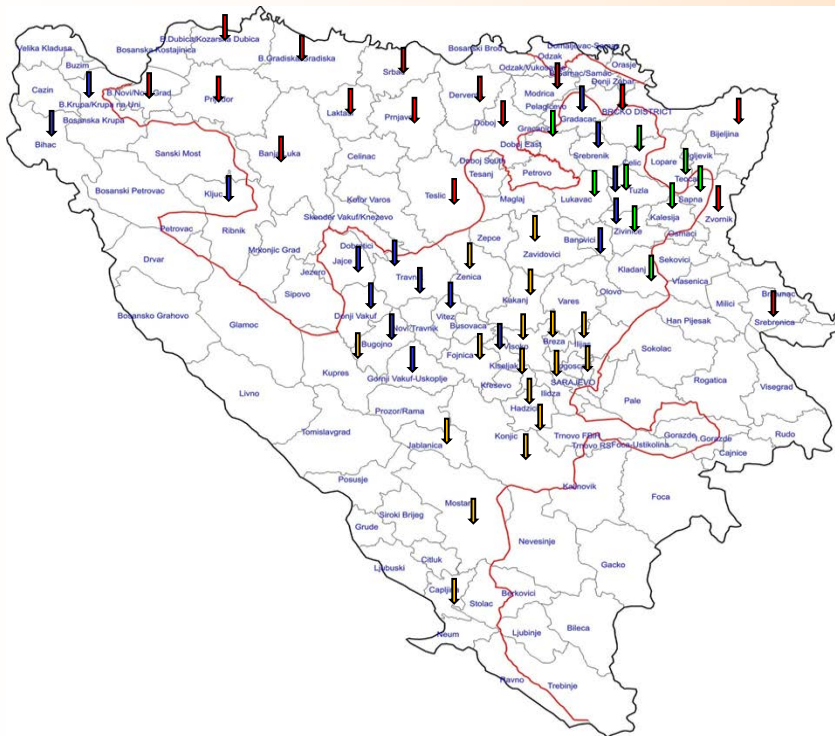 Velika Kladusa
B.Dubica/Kozarska Dubica
Bosanska Kostajnica
B.Gradiska/Gradiska
Bosanski Brod
Odzak
Orasje
Buzim
Cazin
Srbac
Odzak/Vukosavlje
Donji Zabar
B.Krupa/Krupa na Uni
Prijedor
Derventa
Modrica
Pelagicevo
Bosanska Krupa
Laktasi
Prnjavor
Doboj
Gracanica
Gradacac
BRCKO DISTRICT
Bijeljina
Bihac
Sanski Most
Banja Luka
Celinac
Doboj East
Srebrenik
Celic
Lopare
Ugljevik
Doboj South
Tesanj
Petrovo
Teocak
Bosanski Petrovac
Kljuc
Kotor Varos
Teslic
Maglaj
Lukavac
Tuzla
Sapna
Skender Vakuf/Knezevo
Kalesija
Zvornik
Petrovac
Ribnik
Mrkonjic Grad
Dobretici
Zepce
Zavidovici
Banovici
Zivinice
Osmaci
Drvar
Jajce
Travnik
Zenica
Kladanj
Sekovici
Jezero
Sipovo
Kakanj
Vares
Olovo
Vlasenica
Milici
Bratunac
Bosansko Grahovo
Glamoc
Donji Vakuf
Novi Travnik
Vitez
Busovaca
Han Pijesak
Srebrenica
Bugojno
Fojnica
Visoko
Breza
Ilijas
Sokolac
Kupres
Gornji Vakuf-Uskoplje
Kiseljak
Vogosca
Kresevo
SARAJEVO
Ilidza
Rogatica
Visegrad
Livno
Prozor/Rama
Hadzici
Pale
Tomislavgrad
Jablanica
Konjic
Trnovo FBIH
Trnovo RS
Foca-Ustikolina
Gorazde
Rudo
Cajnice
Posusje
Kalinovik
Foca
Mostar
Siroki Brijeg
Grude
Nevesinje
Citluk
Ljubuski
Gacko
Capljina
Stolac
Berkovici
Neum
Ljubinje
Bileca
Ravno
Trebinje